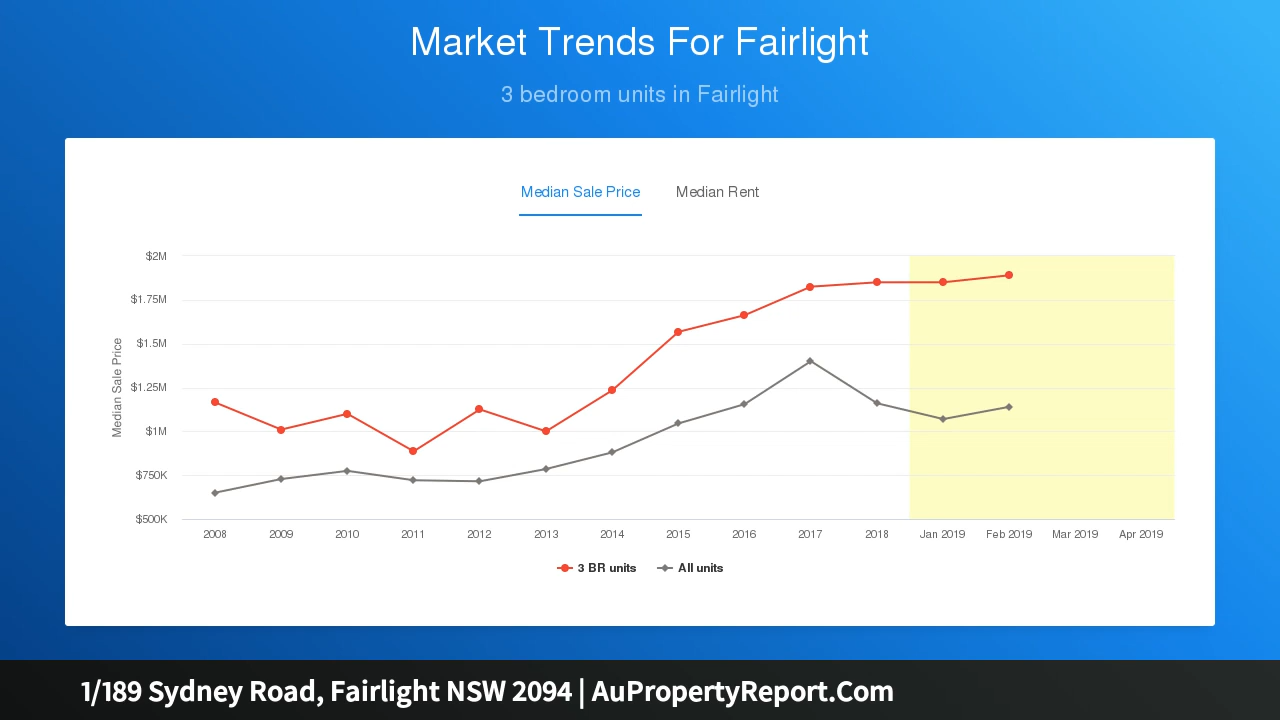 Market Trends For Fairlight
3 bedroom units in Fairlight
Median Sale Price Median Rent
Median Sale Price
$2M
$1.75M
$1.5M
$1.25M
$1M
$750K
$500K
2008 2009 2010 2011 2012 2013 2014 2015 2016 2017 2018 Jan 2019 Feb 2019 Mar 2019 Apr 2019
3 BR units All units
1/189 Sydney Road, Fairlight NSW 2094 | AuPropertyReport.Com